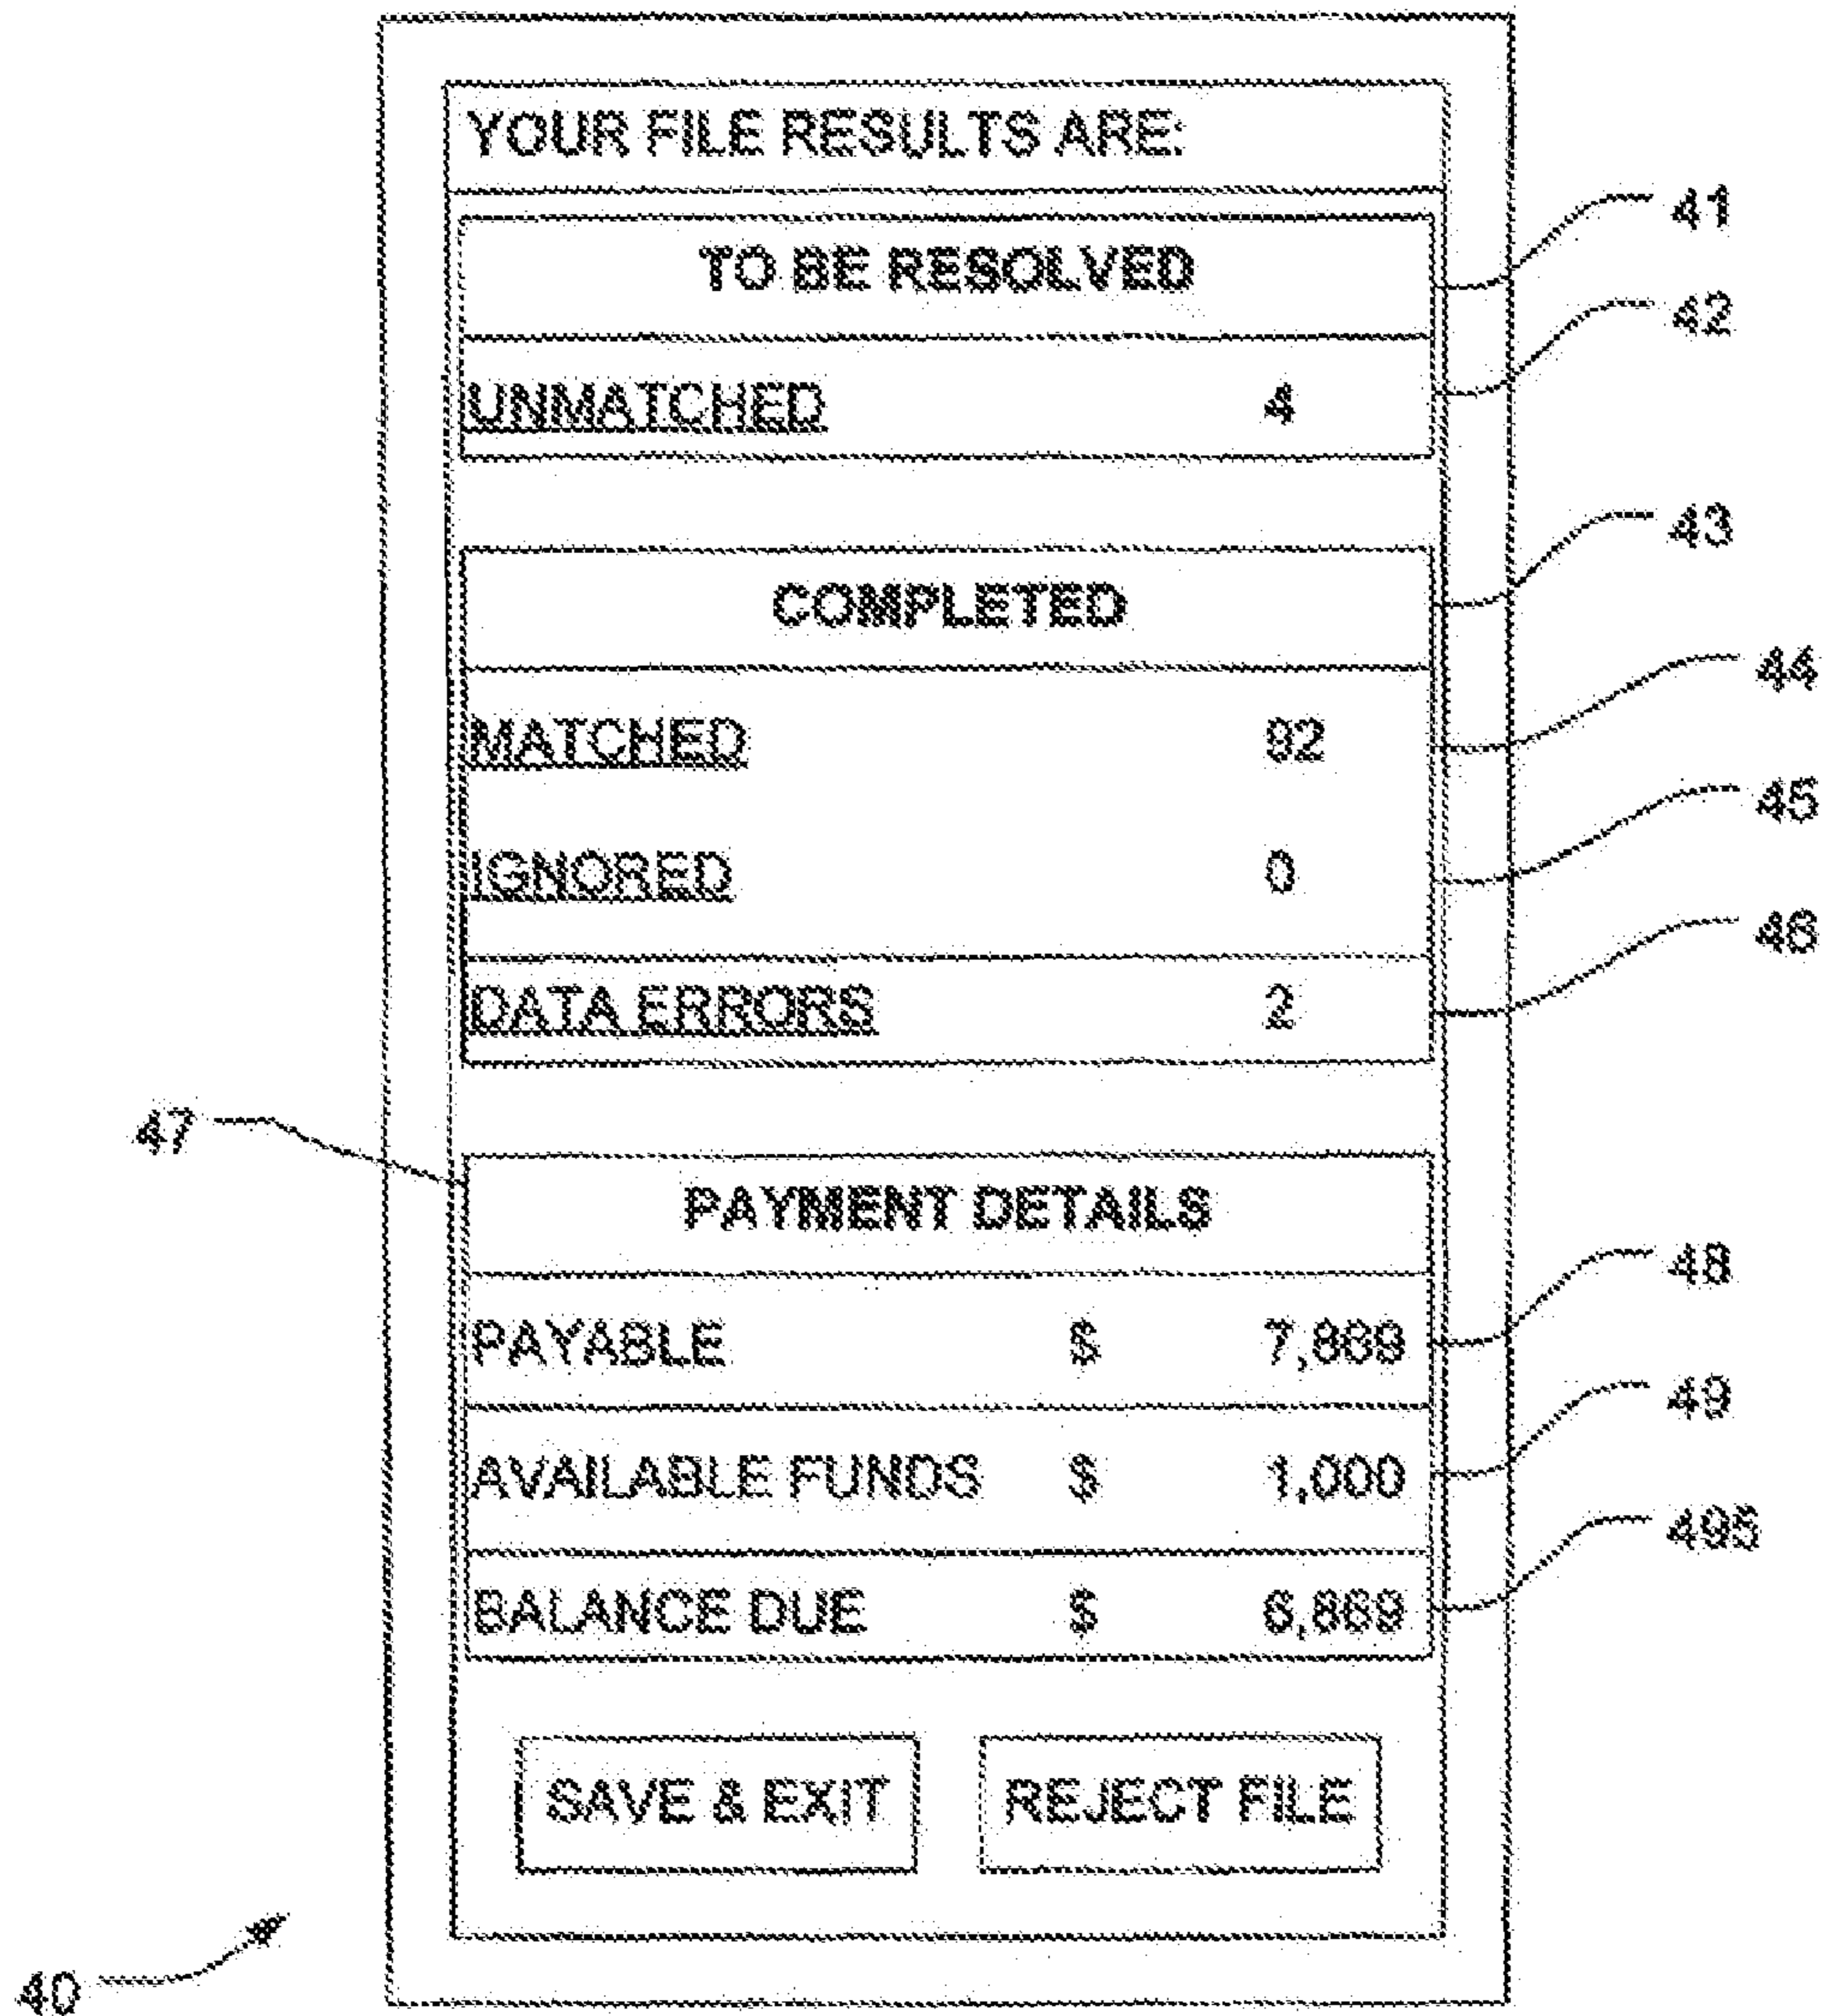 YOUR FILE RESULTS ARE:
TO BE RESOLVED
41
UNMATCHED 4
42
COMPLETED
43
MATCHED 92
44
IGNORED 0
45
DATA ERRORS 2
46
47
PAYMENT DETAILS
PAYABLE $ 7,869
48
AVAILABLE FUNDS $ 1,000
49
BALANCE DUE $ 6,869
495
SAVE & EXIT REJECT FILE
40